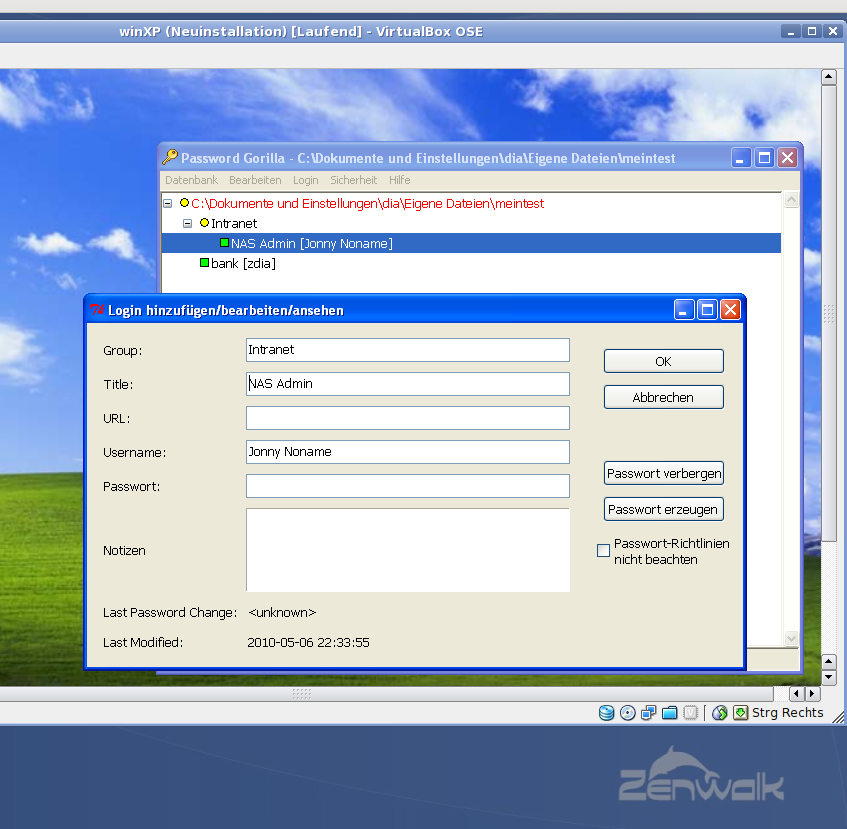 winXP (Neuinstallation) [Laufend] - VirtualBox OSE
Password Gorilla - C:\Dokumente und Einstellungen\dia\Eigene Dateien\meintest
Datenbank Bearbeiten Login Sicherheit Hilfe
C:\Dokumente und Einstellungen\dia\Eigene Dateien\meintest
Intranet
NAS Admin [Jonny Noname]
bank [zdia]
Login hinzufügen/bearbeiten/ansehen
Group: Intranet
OK
Title: NAS Admin
Abbrechen
URL:
Username: Jonny Noname
Passwort verbergen
Passwort:
Passwort erzeugen
Notizen
Passwort-Richtlinien
nicht beachten
Last Password Change: <unknown>
Last Modified: 2010-05-06 22:33:55
Strg Rechts
zenwalk